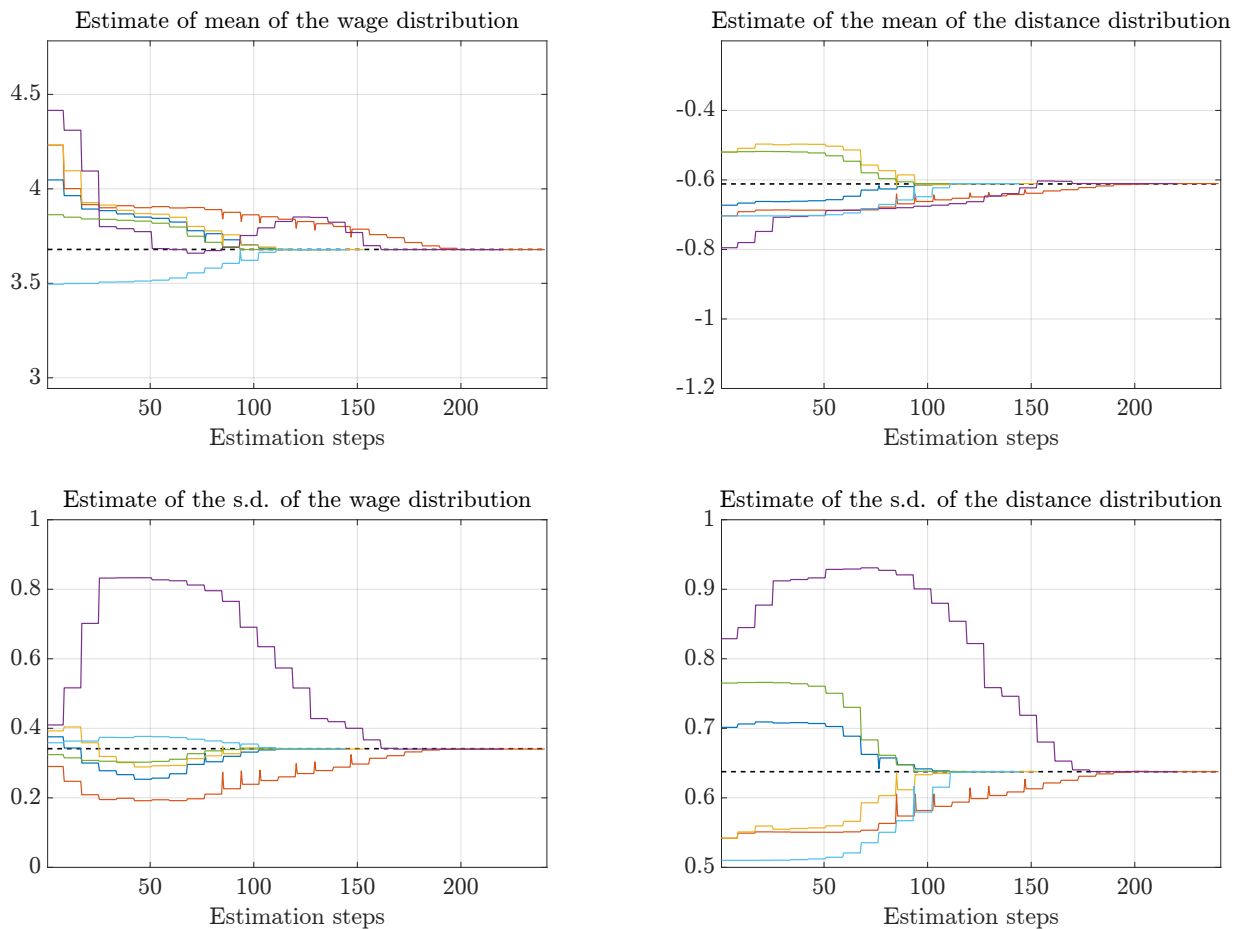 Estimate of mean of the wage distribution
4.5
4
3.5
3
50 100 150 200
Estimation steps
Estimate of the mean of the distance distribution
-0.4
-0.6
-0.8
-1
-1.2
50 100 150 200
Estimation steps
Estimate of the s.d. of the wage distribution
1
0.8
0.6
0.4
0.2
0
50 100 150 200
Estimation steps
Estimate of the s.d. of the distance distribution
1
0.9
0.8
0.7
0.6
0.5
50 100 150 200
Estimation steps